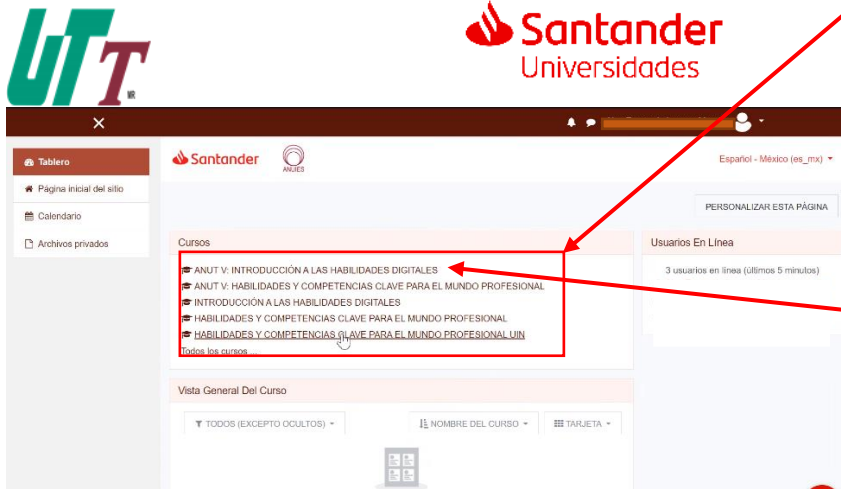 UTT
MR
Santander
Universidades
Tablero
Página inicial del sitio
Calendario
Archivos privados
Santander
ANUIES
Español - México (es_mx)
PERSONALIZAR ESTA PÁGINA
Cursos
ANUT V: INTRODUCCIÓN A LAS HABILIDADES DIGITALES
ANUT V: HABILIDADES Y COMPETENCIAS CLAVE PARA EL MUNDO PROFESIONAL
INTRODUCCIÓN A LAS HABILIDADES DIGITALES
HABILIDADES Y COMPETENCIAS CLAVE PARA EL MUNDO PROFESIONAL
HABILIDADES Y COMPETENCIAS CLAVE PARA EL MUNDO PROFESIONAL UIN
Todos los cursos ...
Usuarios En Línea
3 usuarios en línea (últimos 5 minutos)
Vista General Del Curso
TODOS (EXCEPTO OCULTOS)
NOMBRE DEL CURSO
TARJETA